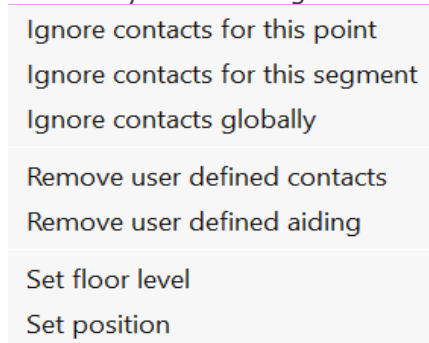 Ignore contacts for this point
Ignore contacts for this segment
Ignore contacts globally
Remove user defined contacts
Remove user defined aiding
Set floor level
Set position